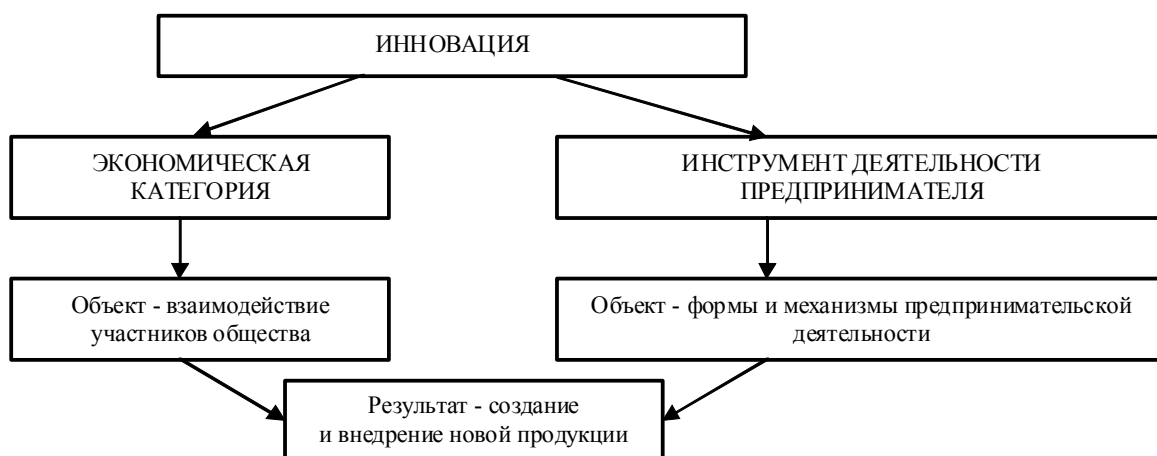 ИННОВАЦИЯ
ЭКОНОМИЧЕСКАЯ
КАТЕГОРИЯ
ИНСТРУМЕНТ ДЕЯТЕЛЬНОСТИ
ПРЕДПРИНИМАТЕЛЯ
Объект - взаимодействие
участников общества
Объект - формы и механизмы предпринимательской
деятельности
Результат - создание
и внедрение новой продукции